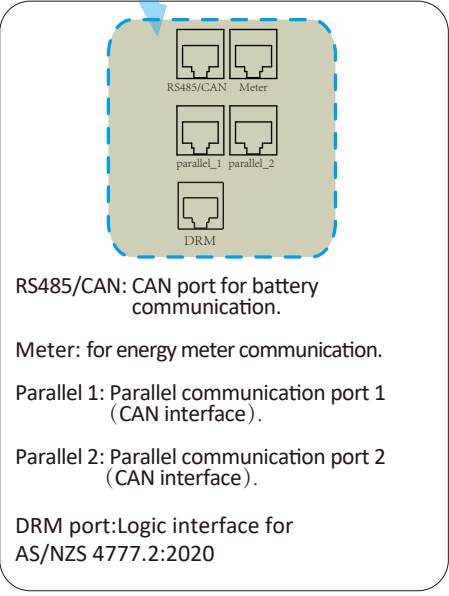 RS485/CAN Meter
parallel_1 parallel_2
DRM
RS485/CAN: CAN port for battery
communication.
Meter: for energy meter communication.
Parallel 1: Parallel communication port 1
（CAN interface）.
Parallel 2: Parallel communication port 2
（CAN interface）.
DRM port:Logic interface for
AS/NZS 4777.2:2020